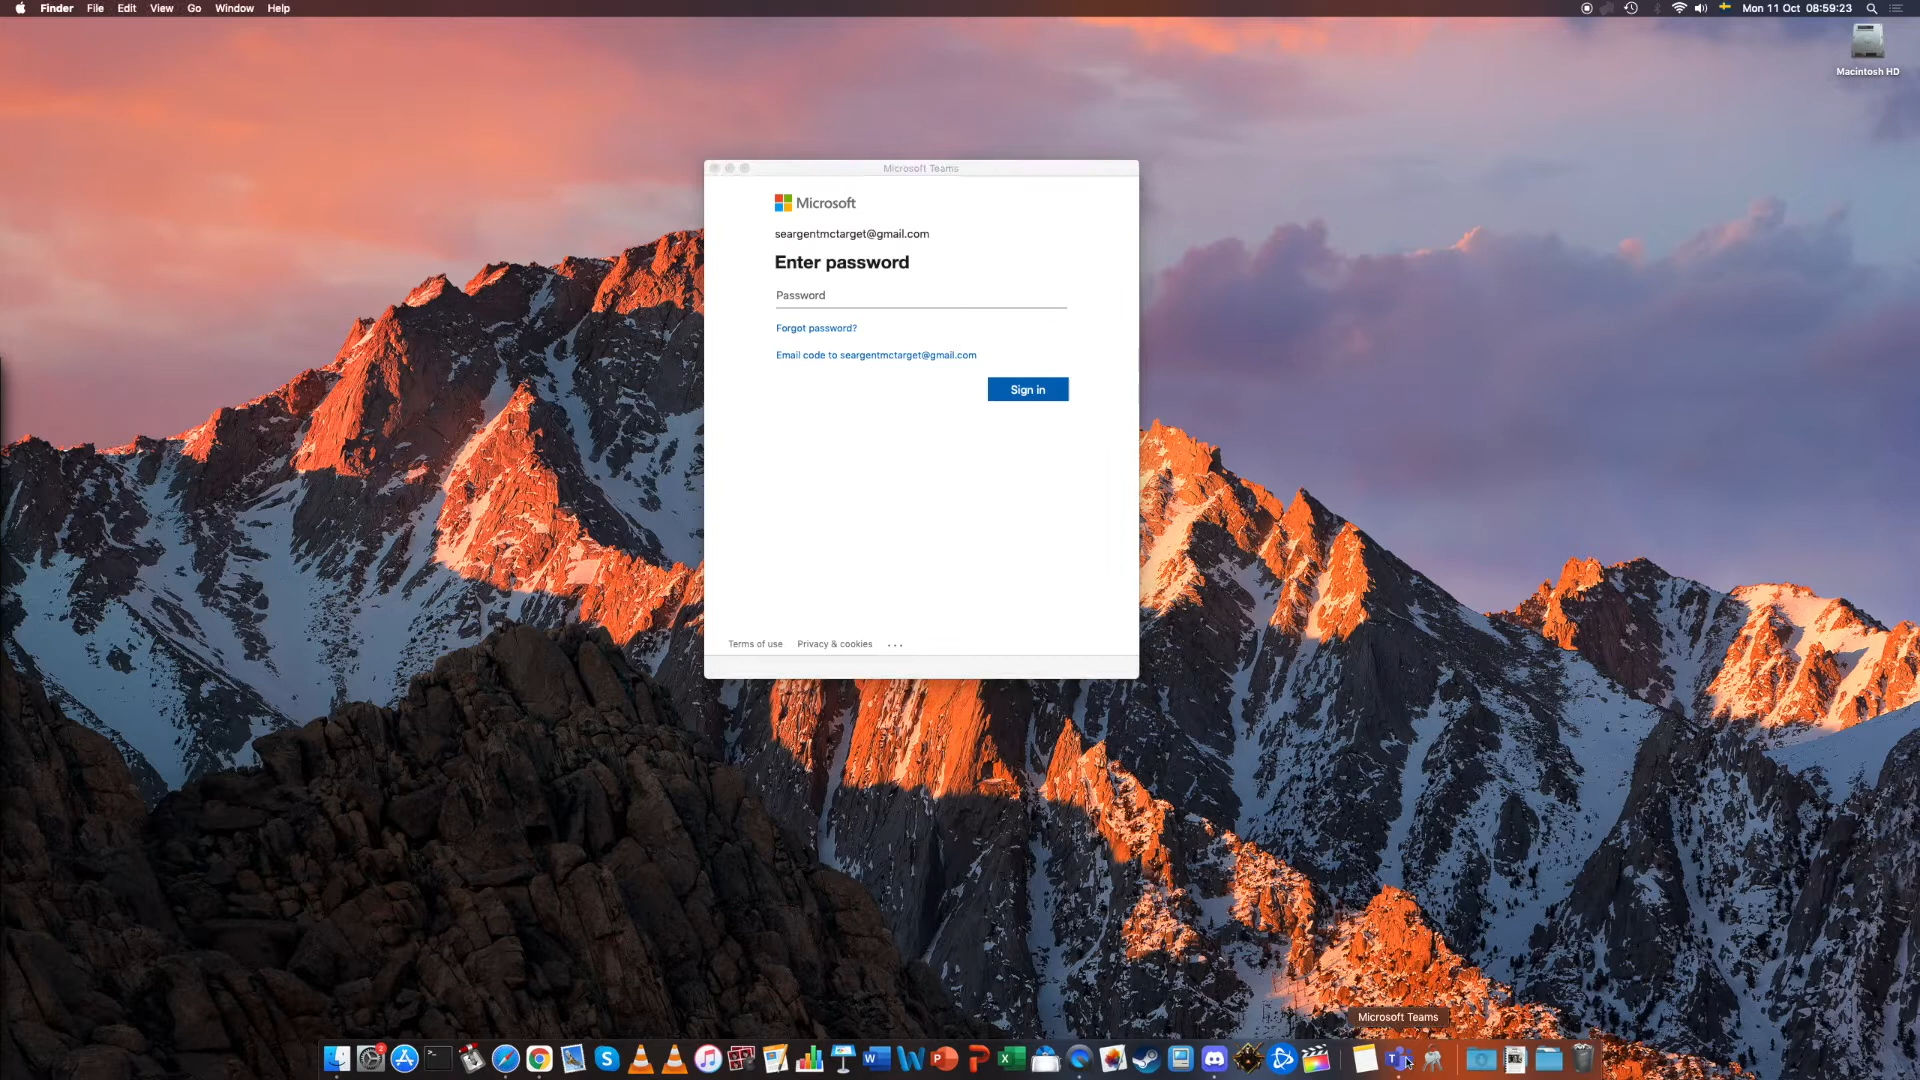 Finder File Edit View Go Window Help
Mon 11 Oct 08:59:23
Macintosh HD
Microsoft Teams
Microsoft
seargentmctarget@gmail.com
Enter password
Password
Forgot password?
Email code to seargentmctarget@gmail.com
Sign in
Terms of use Privacy & cookies ...
Microsoft Teams